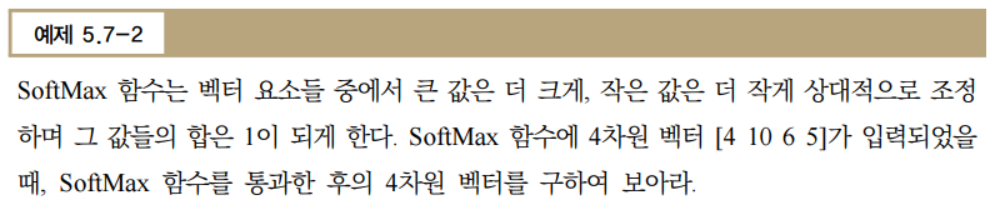 예제 5.7-2
SoftMax 함수는 벡터 요소들 중에서 큰 값은 더 크게, 작은 값은 더 작게 상대적으로 조정
하며 그 값들의 합은 1이 되게 한다. SoftMax 함수에 4차원 벡터 [4 10 6 5]가 입력되었을
때, SoftMax 함수를 통과한 후의 4차원 벡터를 구하여 보아라.